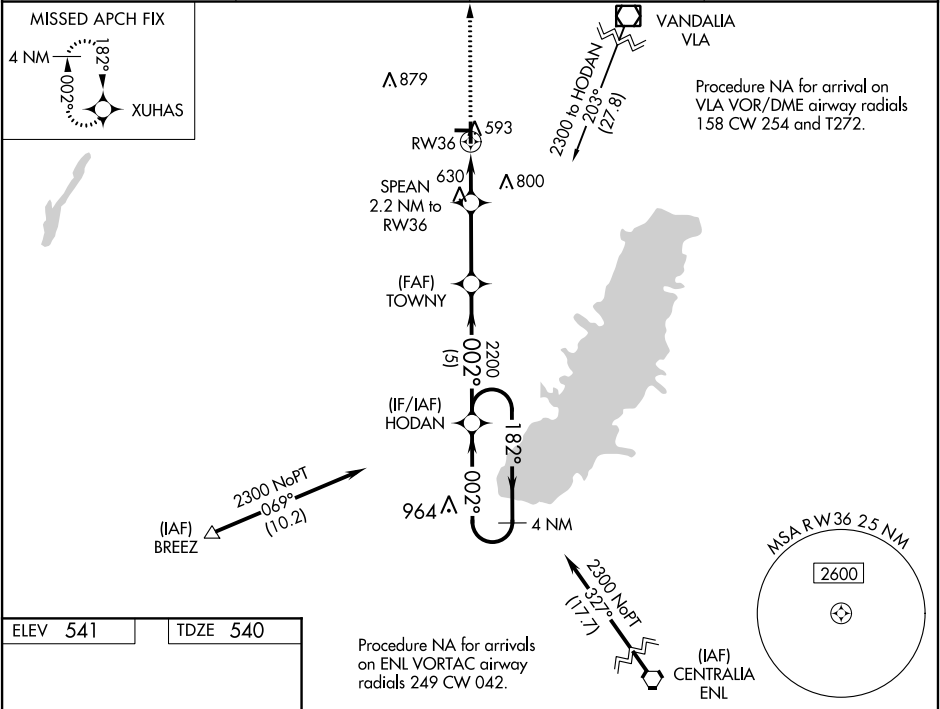 MISSED APCH FIX
4 NM
182°
002°
XUHAS
VANDALIA
VLA
2300 to HODAN
203°
(27.8)
Procedure NA for arrival on
VLA VOR/DME airway radials
158 CW 254 and T272.
879
593
RW36
630
800
SPEAN
2.2 NM to
RW36
(FAF)
TOWNY
2200
002°
(5)
(IF/IAF)
HODAN
182°
002°
964
4 NM
2300 NoPT
069°
(10.2)
(IAF)
BREEZ
2300 NoPT
327°
(17.7)
(IAF)
CENTRALIA
ENL
MSA RW36 25 NM
2600
ELEV 541
TDZE 540
Procedure NA for arrivals
on ENL VORTAC airway
radials 249 CW 042.